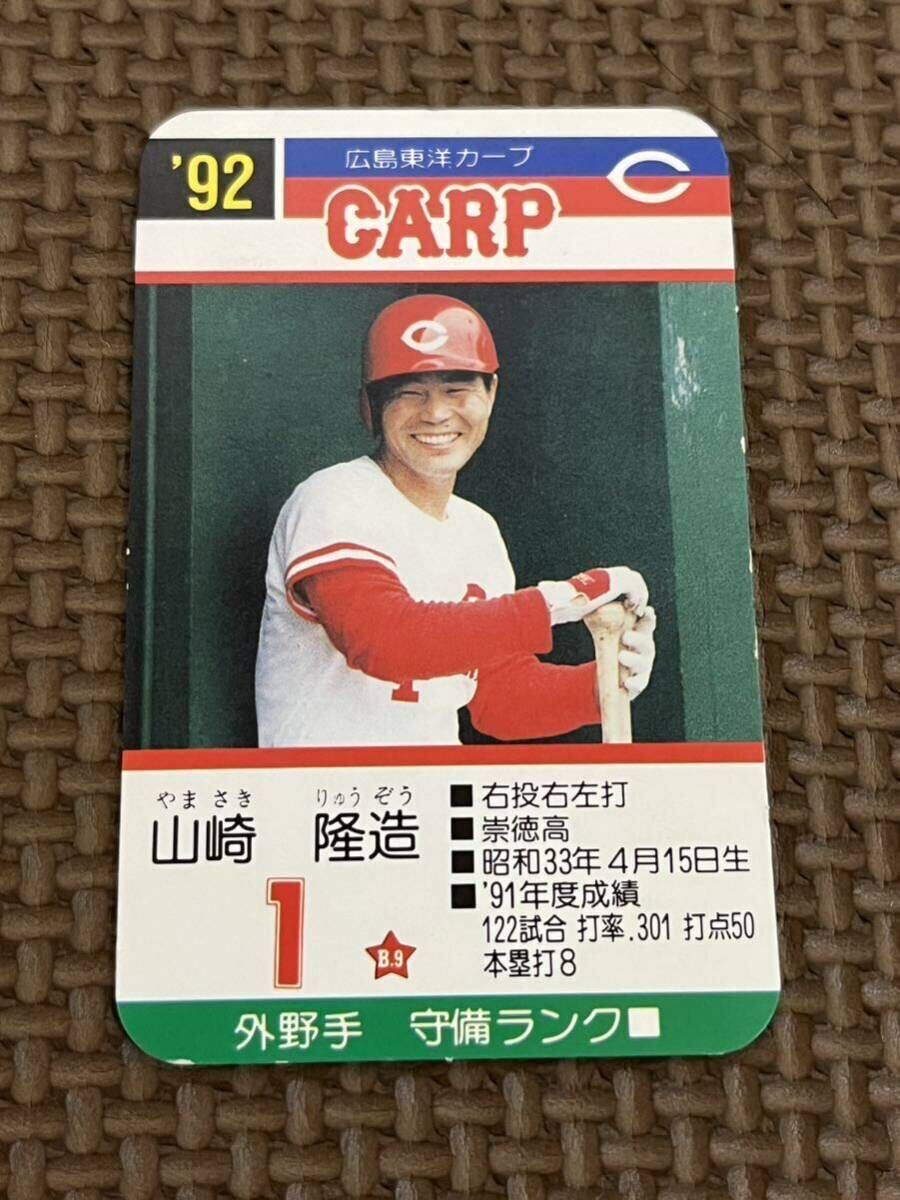 '92
広島東洋カープ
C
CARP
C
やま さき りゅう ぞう
山崎 隆造
1
B.9
■右投右左打
■崇徳高
■昭和33年4月15日生
■'91年度成績
122試合 打率.301 打点50
本塁打8
外野手 守備ランク■